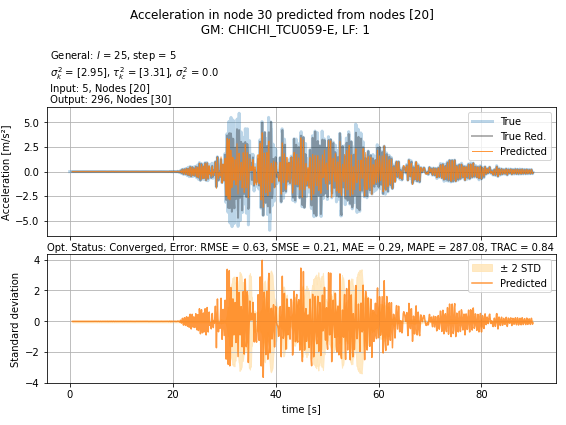 Acceleration in node 30 predicted from nodes [20]
GM: CHICHI_TCU059-E, LF: 1
General: l = 25, step = 5
σ²ₖ = [2.95], τ²ₖ = [3.31], σ²ₑ = 0.0
Input: 5, Nodes [20]
Output: 296, Nodes [30]
Acceleration [m/s²]
5.0
2.5
0.0
−2.5
−5.0
True
True Red.
Predicted
Opt. Status: Converged, Error: RMSE = 0.63, SMSE = 0.21, MAE = 0.29, MAPE = 287.08, TRAC = 0.84
Standard deviation
4
2
0
−2
−4
± 2 STD
Predicted
0
20
40
60
80
time [s]